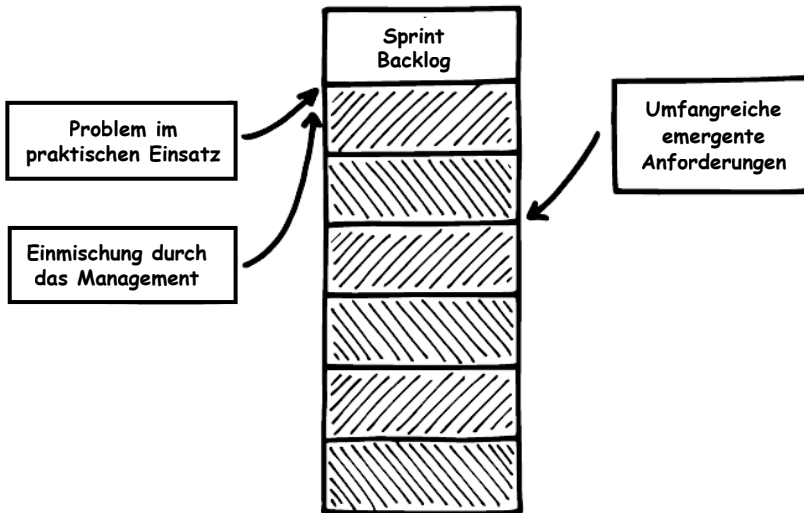 Sprint
Backlog
Problem im
praktischen Einsatz
Umfangreiche
emergente
Anforderungen
Einmischung durch
das Management